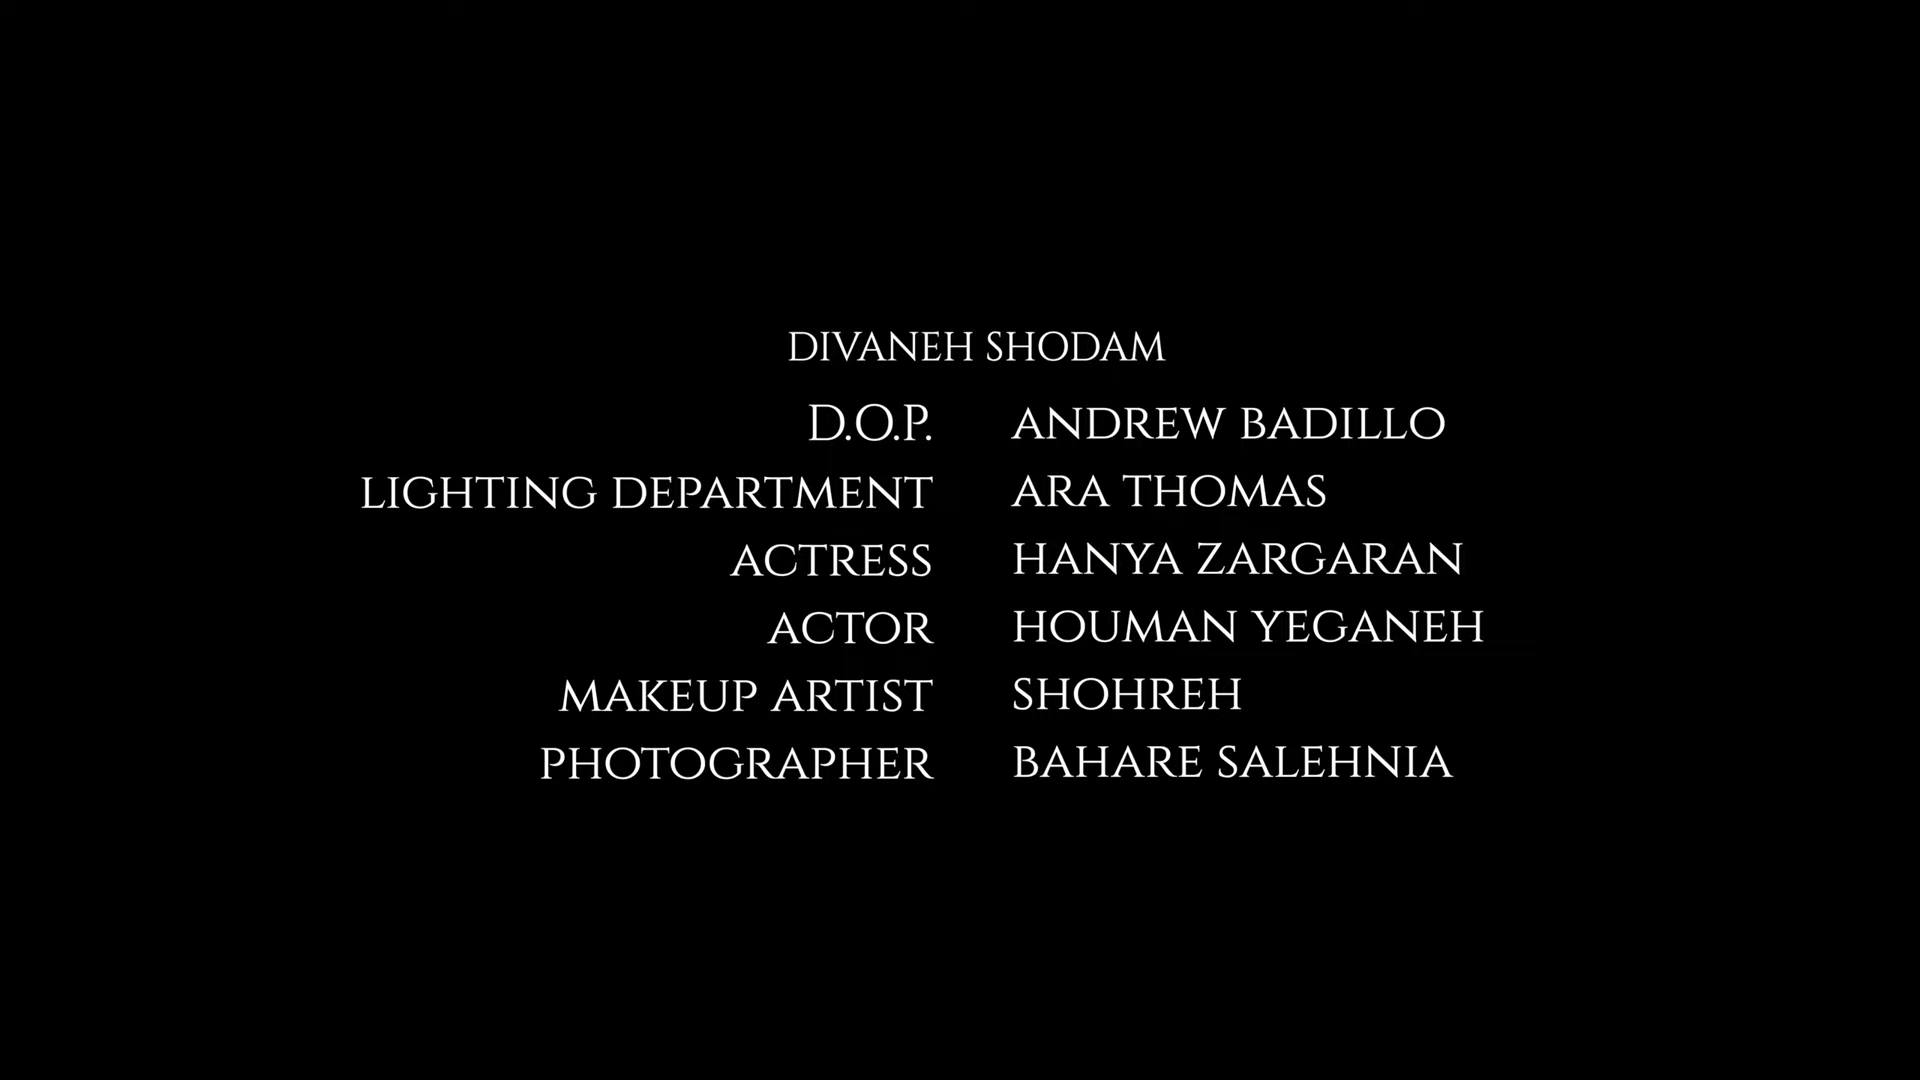 DIVANEH SHODAM
D.O.P. ANDREW BADILLO
LIGHTING DEPARTMENT ARA THOMAS
ACTRESS HANYA ZARGARAN
ACTOR HOUMAN YEGANEH
MAKEUP ARTIST SHOHREH
PHOTOGRAPHER BAHARE SALEHNIA